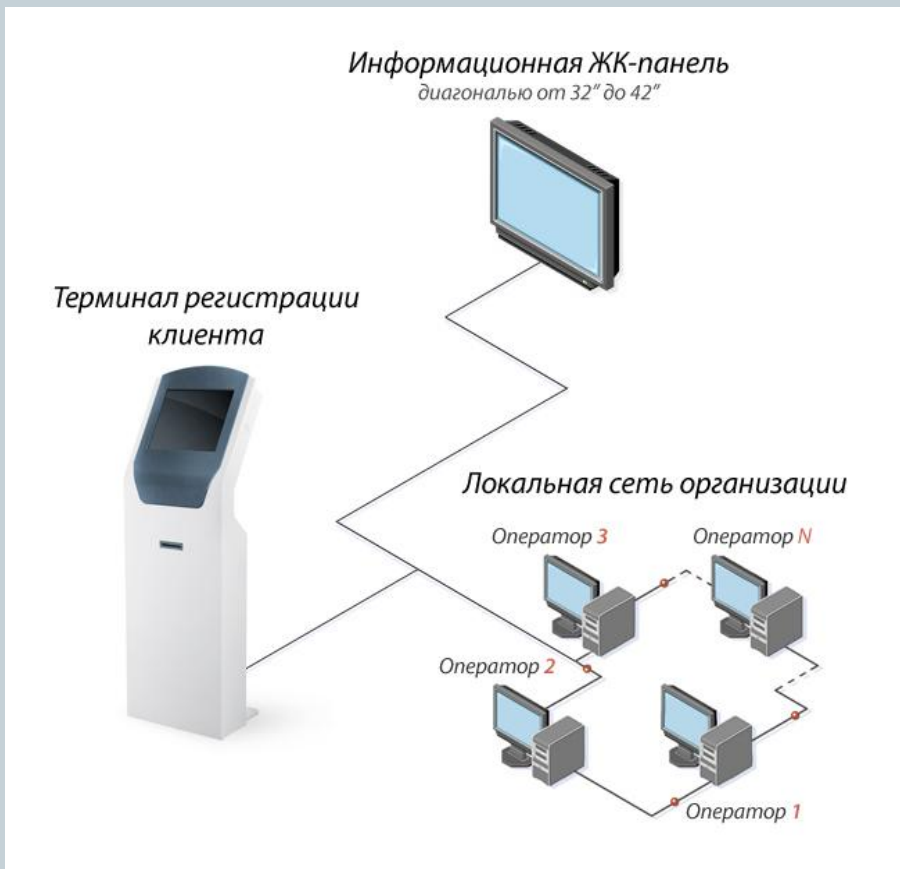 Информационная ЖК-панель
диагональю от 32" до 42"
Терминал регистрации
клиента
Локальная сеть организации
Оператор 3
Оператор N
Оператор 2
Оператор 1